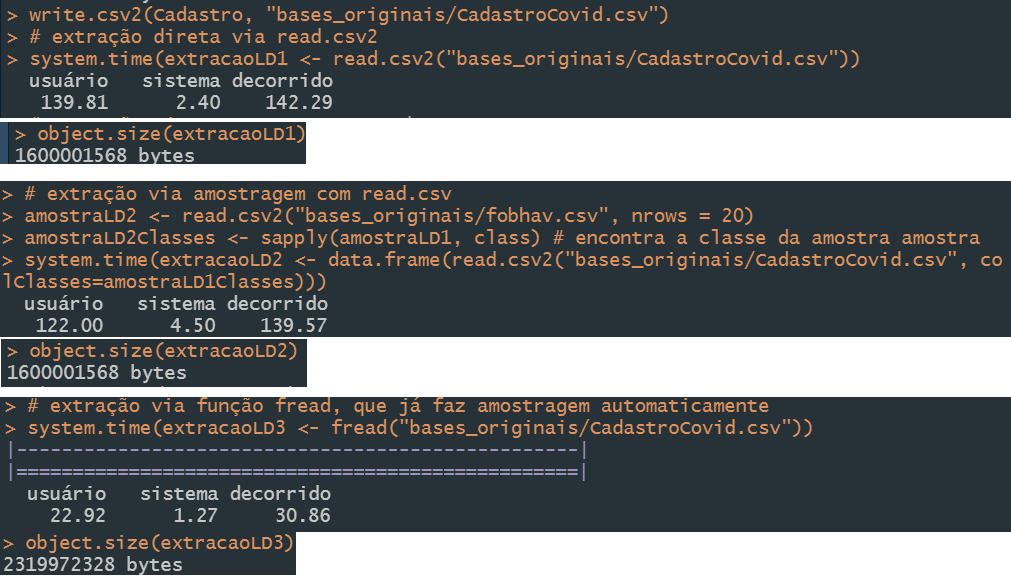 > write.csv2(Cadastro, "bases_originais/CadastroCovid.csv")
> # extração direta via read.csv2
> system.time(extracaoLD1 <- read.csv2("bases_originais/CadastroCovid.csv"))
usuário sistema decorrido
139.81 2.40 142.29
> object.size(extracaoLD1)
1600001568 bytes
> # extração via amostragem com read.csv
> amostraLD2 <- read.csv2("bases_originais/fobhav.csv", nrows = 20)
> amostraLD2Classes <- sapply(amostraLD1, class) # encontra a classe da amostra amostra
> system.time(extracaoLD2 <- data.frame(read.csv2("bases_originais/CadastroCovid.csv", co
lClasses=amostraLD1Classes)))
usuário sistema decorrido
122.00 4.50 139.57
> object.size(extracaoLD2)
1600001568 bytes
> # extração via função fread, que já faz amostragem automaticamente
> system.time(extracaoLD3 <- fread("bases_originais/CadastroCovid.csv"))
|--------------------------------------------------|
|==================================================|
usuário sistema decorrido
22.92 1.27 30.86
> object.size(extracaoLD3)
2319972328 bytes